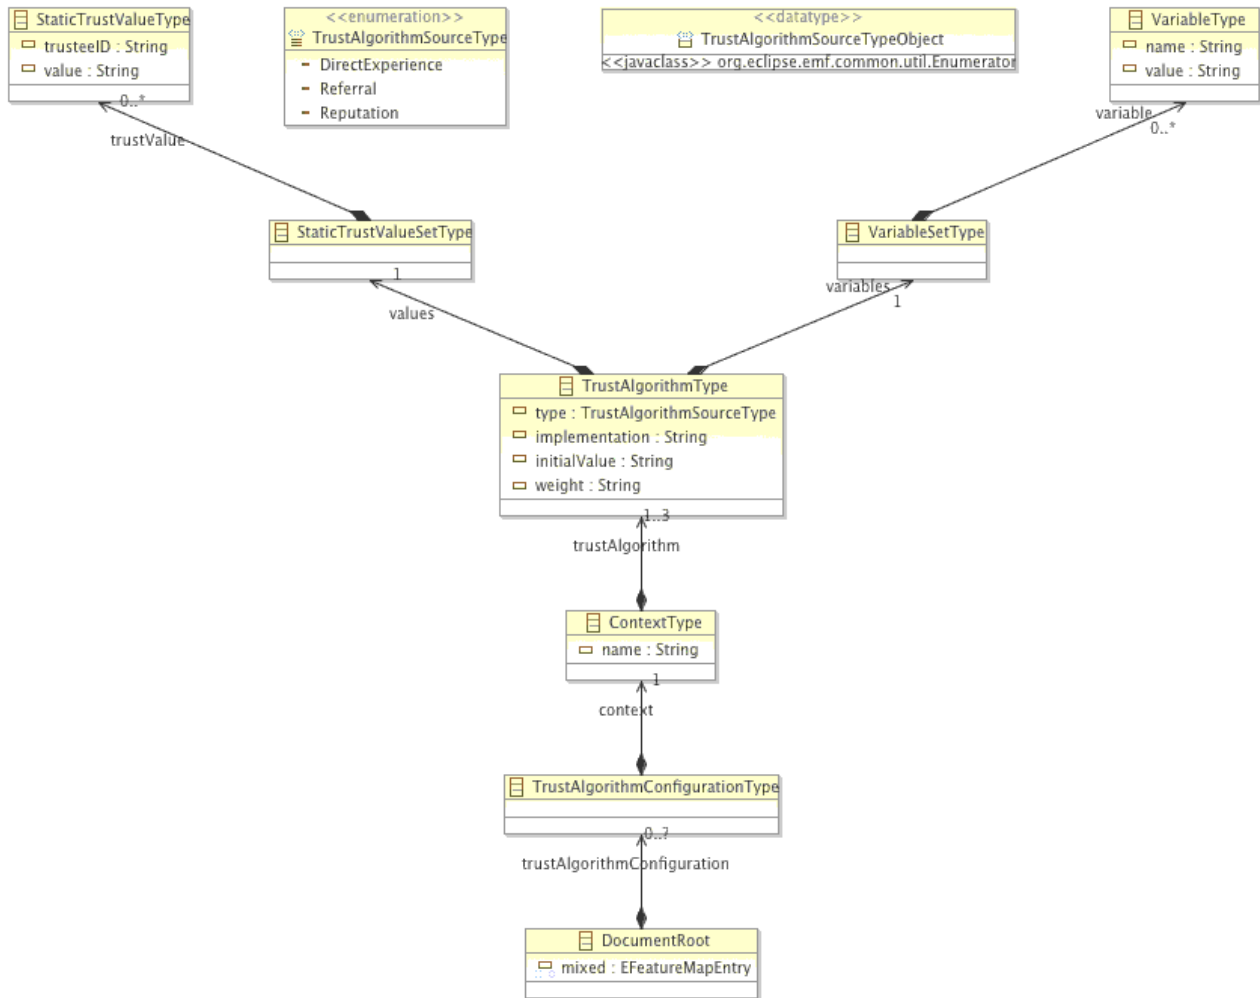 StaticTrustValueType
trusteeID : String
value : String
0..*
trustValue
<<enumeration>>
TrustAlgorithmSourceType
DirectExperience
Referral
Reputation
<<datatype>>
TrustAlgorithmSourceTypeObject
<<javaclass>> org.eclipse.emf.common.util.Enumerator
VariableType
name : String
value : String
variable
0..*
StaticTrustValueSetType
1
values
VariableSetType
variables
1
TrustAlgorithmType
type : TrustAlgorithmSourceType
implementation : String
initialValue : String
weight : String
1..3
trustAlgorithm
ContextType
name : String
1
context
TrustAlgorithmConfigurationType
0..?
trustAlgorithmConfiguration
DocumentRoot
mixed : EFeatureMapEntry